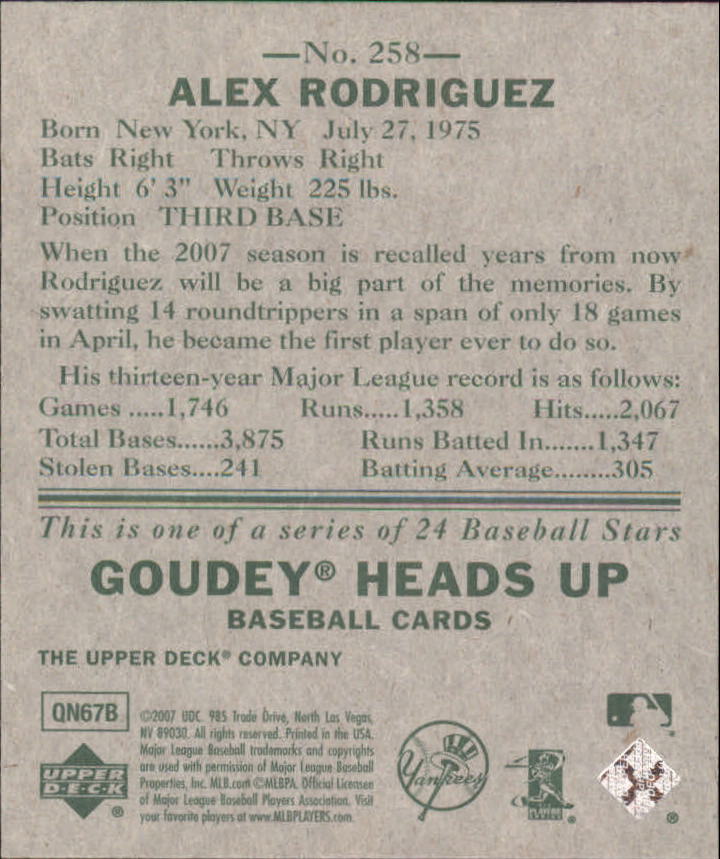 —No. 258—
ALEX RODRIGUEZ
Born New York, NY July 27, 1975
Bats Right Throws Right
Height 6' 3" Weight 225 lbs.
Position THIRD BASE
When the 2007 season is recalled years from now
Rodriguez will be a big part of the memories. By
swatting 14 roundtrippers in a span of only 18 games
in April, he became the first player ever to do so.
His thirteen-year Major League record is as follows:
Games .....1,746 Runs.....1,358 Hits.....2,067
Total Bases......3,875 Runs Batted In.......1,347
Stolen Bases....241 Batting Average........305
This is one of a series of 24 Baseball Stars
GOUDEY® HEADS UP
BASEBALL CARDS
THE UPPER DECK® COMPANY
QN67B
©2007 UDC. 985 Trade Drive, North Las Vegas,
NV 89030. All rights reserved. Printed in the USA.
Major League Baseball trademarks and copyrights
are used with permission of Major League Baseball
Properties, Inc. MLB.com ©MLBPA. Official Licensee
of Major League Baseball Players Association. Visit
your favorite players at www.MLBPLAYERS.com.
UPPER
D·E·C·K
®
Yankees
®